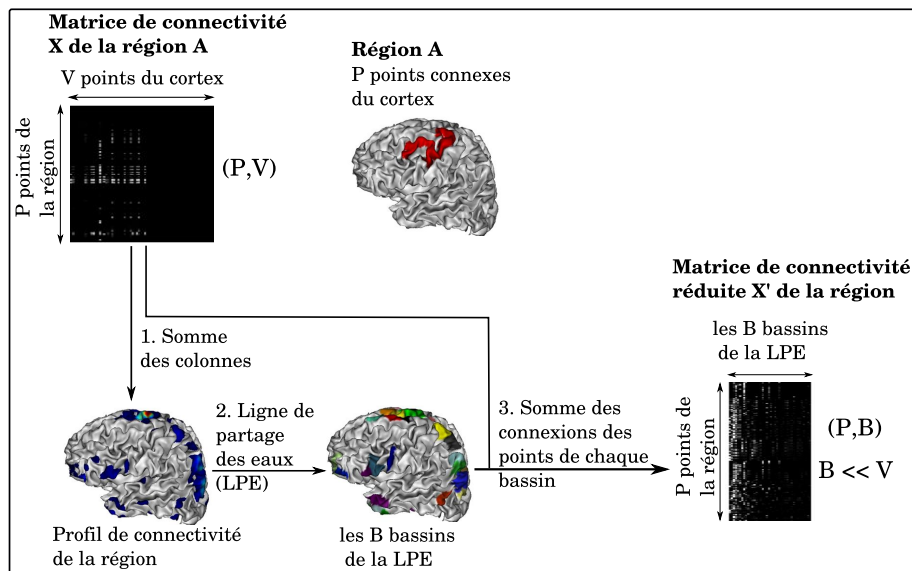 Matrice de connectivité
X de la région A
V points du cortex
P points de
la région
(P,V)
Région A
P points connexes
du cortex
1. Somme
des colonnes
Profil de connectivité
de la région
2. Ligne de
partage
des eaux
(LPE)
les B bassins
de la LPE
3. Somme des
connexions des
points de chaque
bassin
Matrice de connectivité
réduite X' de la région
les B bassins
de la LPE
P points de
la région
(P,B)
B << V